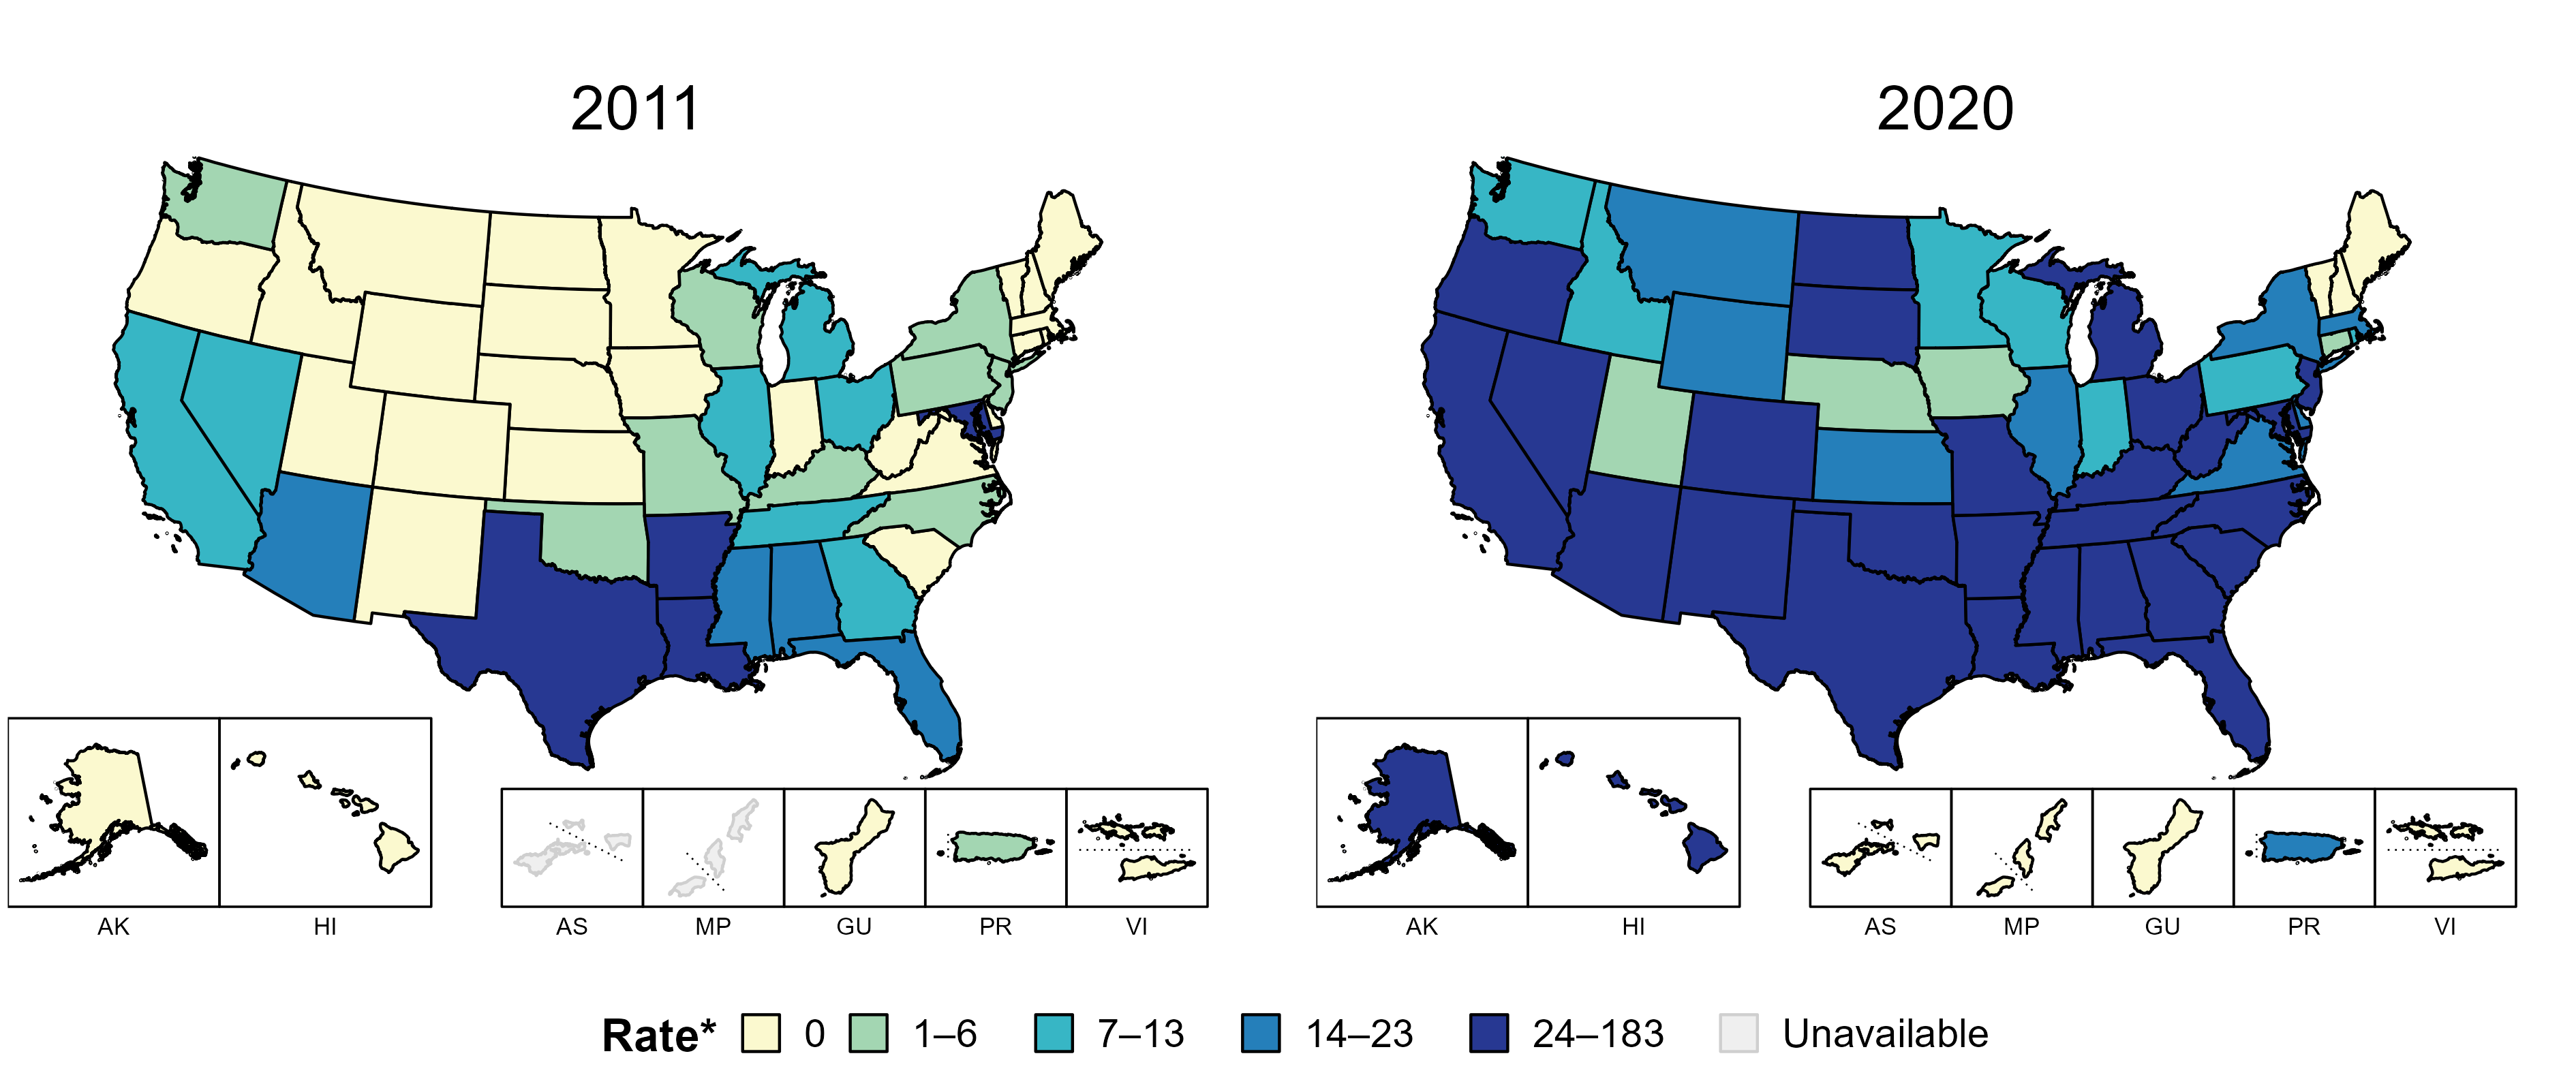 2011 2020
AK HI AS MP GU PR VI AK HI AS MP GU PR VI
Rate* 0 1–6 7–13 14–23 24–183 Unavailable